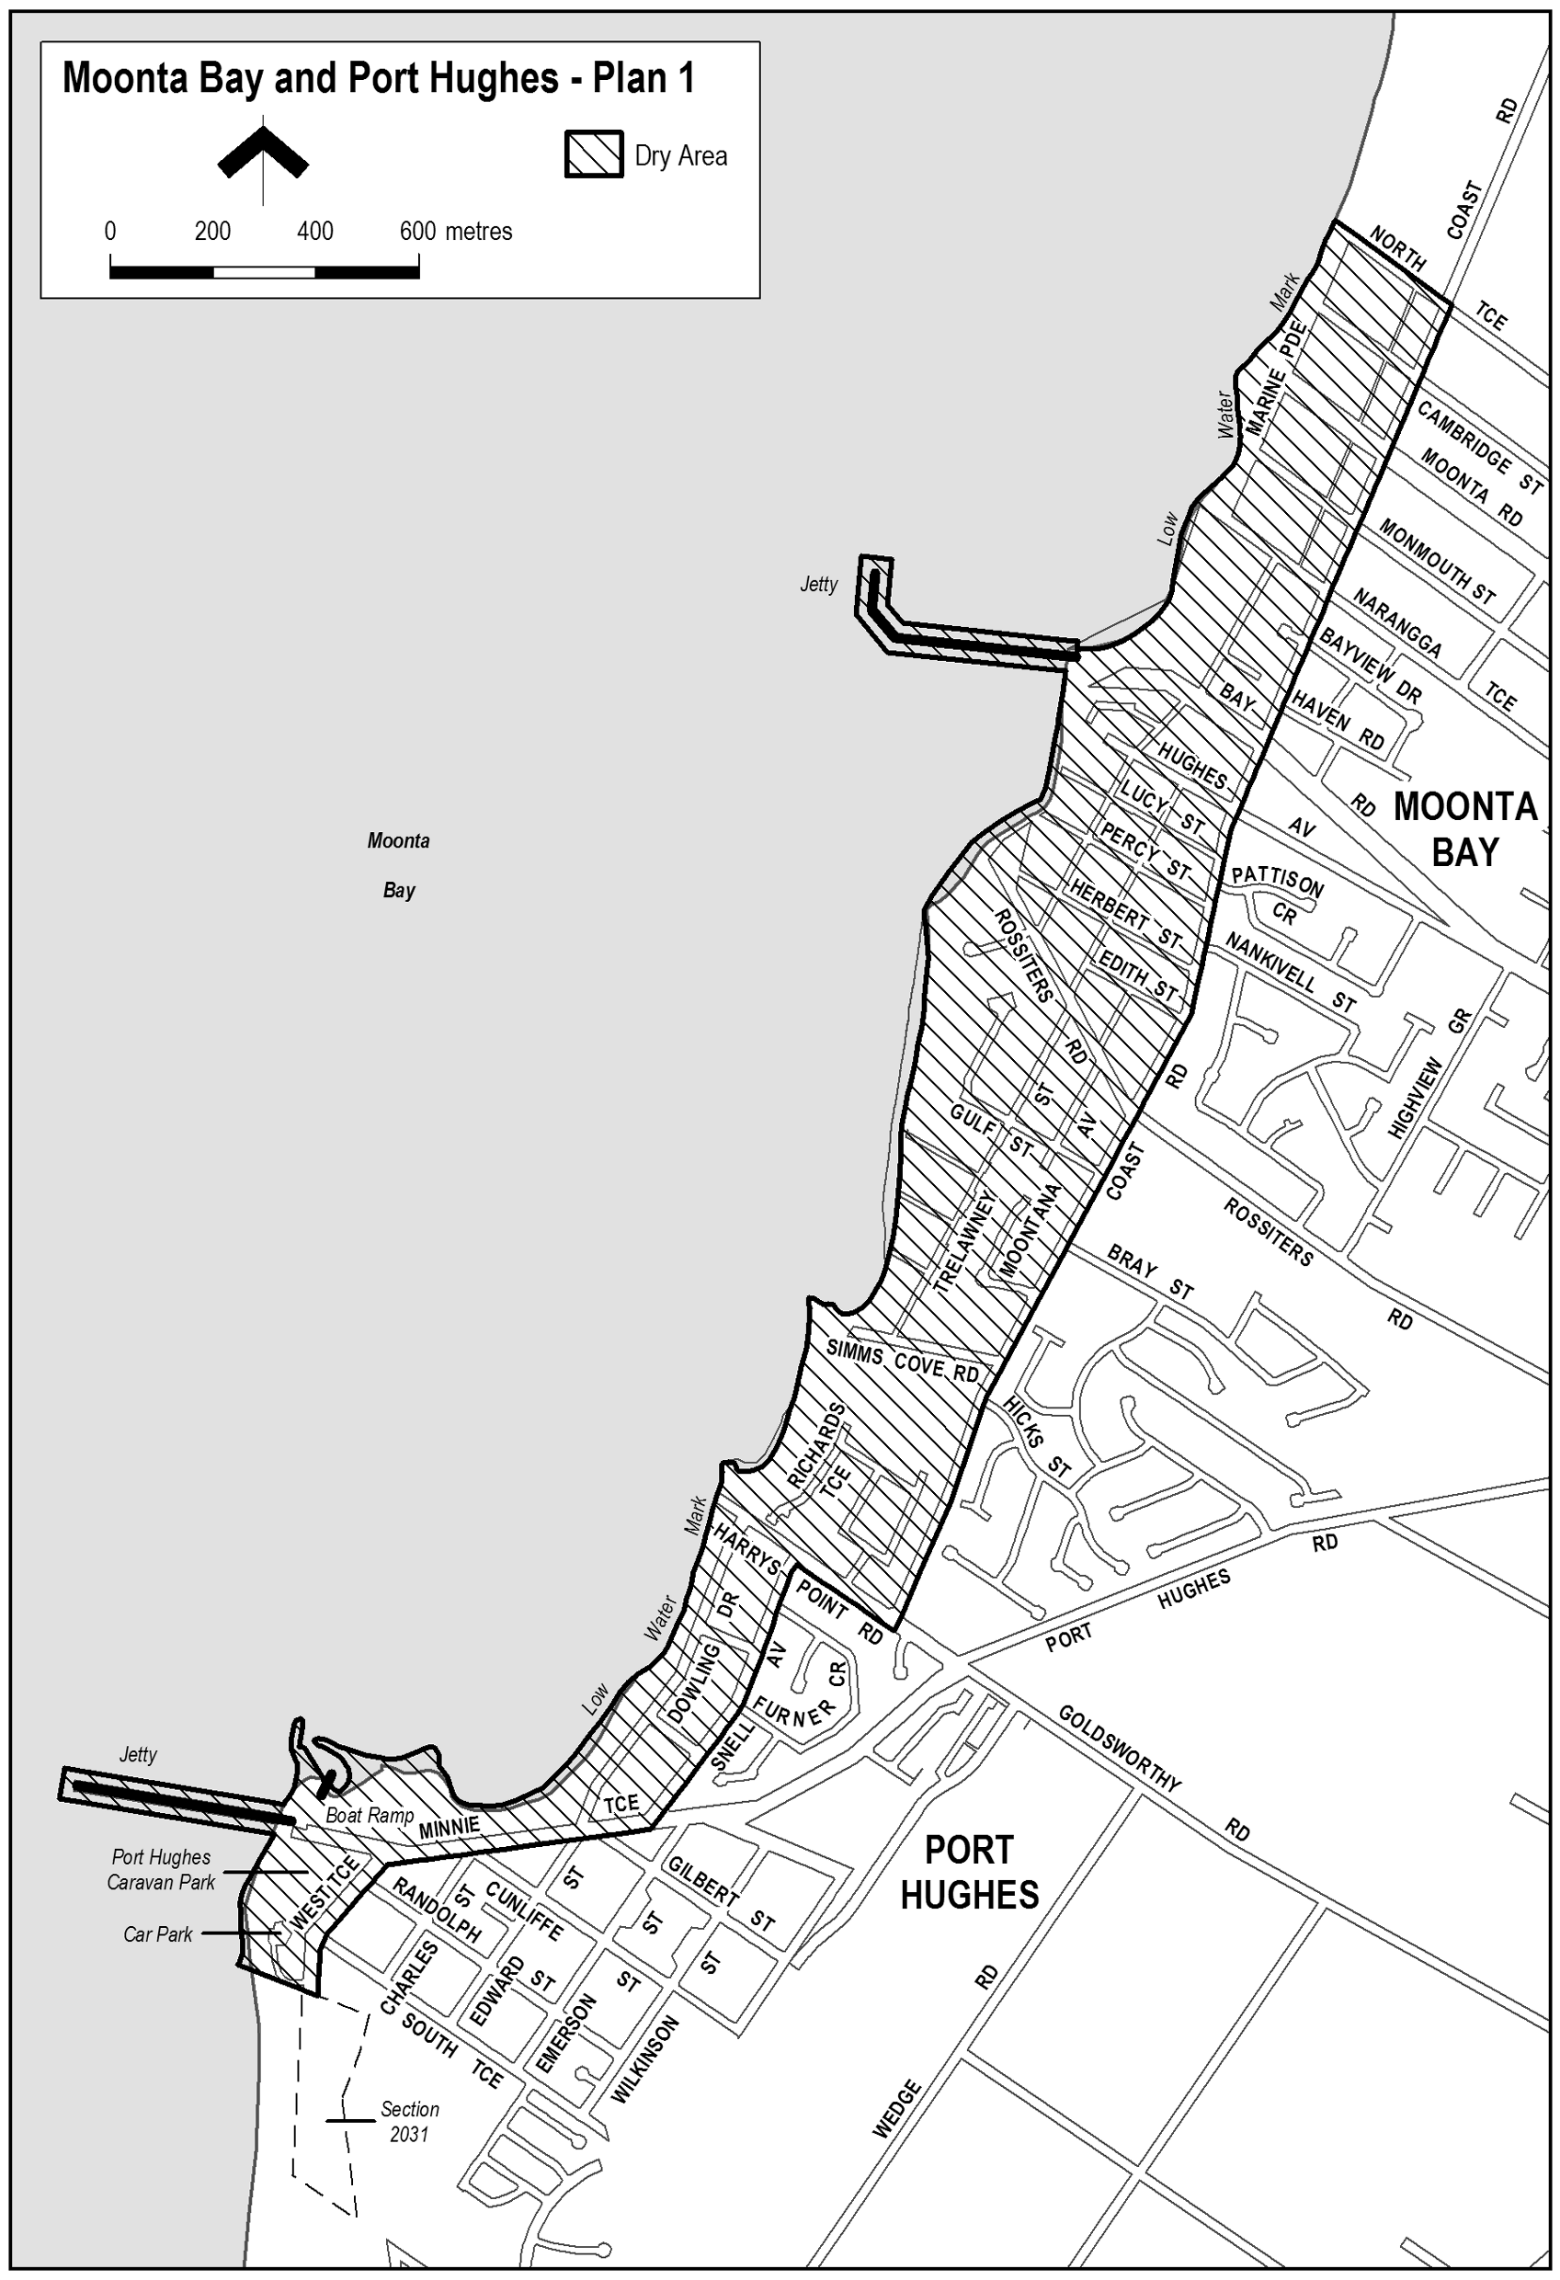 Moonta Bay and Port Hughes - Plan 1
Dry Area
0 200 400 600 metres
RD
COAST
NORTH
TCE
Mark
Water
Low
MARINE PDE
CAMBRIDGE ST
MOONTA RD
MONMOUTH ST
NARANGGA
TCE
BAYVIEW DR
HAVEN RD
BAY
RD
Jetty
HUGHES
AV
LUCY ST
PERCY ST
HERBERT ST
EDITH ST
MOONTA
BAY
PATTISON
CR
NANKIVELL ST
HIGHVIEW GR
Moonta
Bay
ROSSITERS
RD
ST
AV
GULF ST
TRELAWNEY
MOONTANA
COAST
RD
ROSSITERS
RD
BRAY ST
SIMMS COVE RD
HICKS ST
RICHARDS
TCE
Mark
Water
Low
HARRYS
POINT RD
DOWLING
DR
SNELL
AV
FURNER CR
PORT
HUGHES
RD
GOLDSWORTHY
RD
Jetty
Boat Ramp
MINNIE
TCE
Port Hughes
Caravan Park
Car Park
WEST TCE
RANDOLPH
ST
CUNLIFFE
ST
GILBERT ST
ST
ST
ST
CHARLES
EDWARD
ST
EMERSON
WILKINSON
SOUTH TCE
PORT
HUGHES
WEDGE
RD
Section
2031